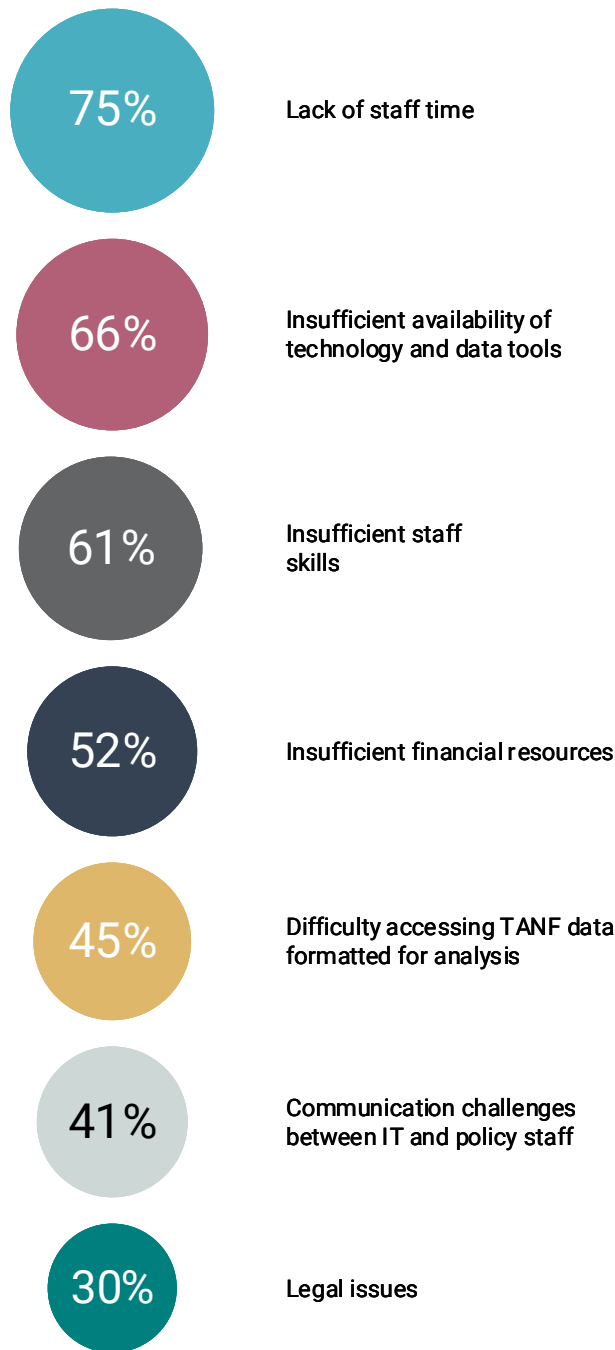 75%
Lack of staff time
66%
Insufficient availability of
technology and data tools
61%
Insufficient staff
skills
52%
Insufficient financial resources
45%
Difficulty accessing TANF data
formatted for analysis
41%
Communication challenges
between IT and policy staff
30%
Legal issues